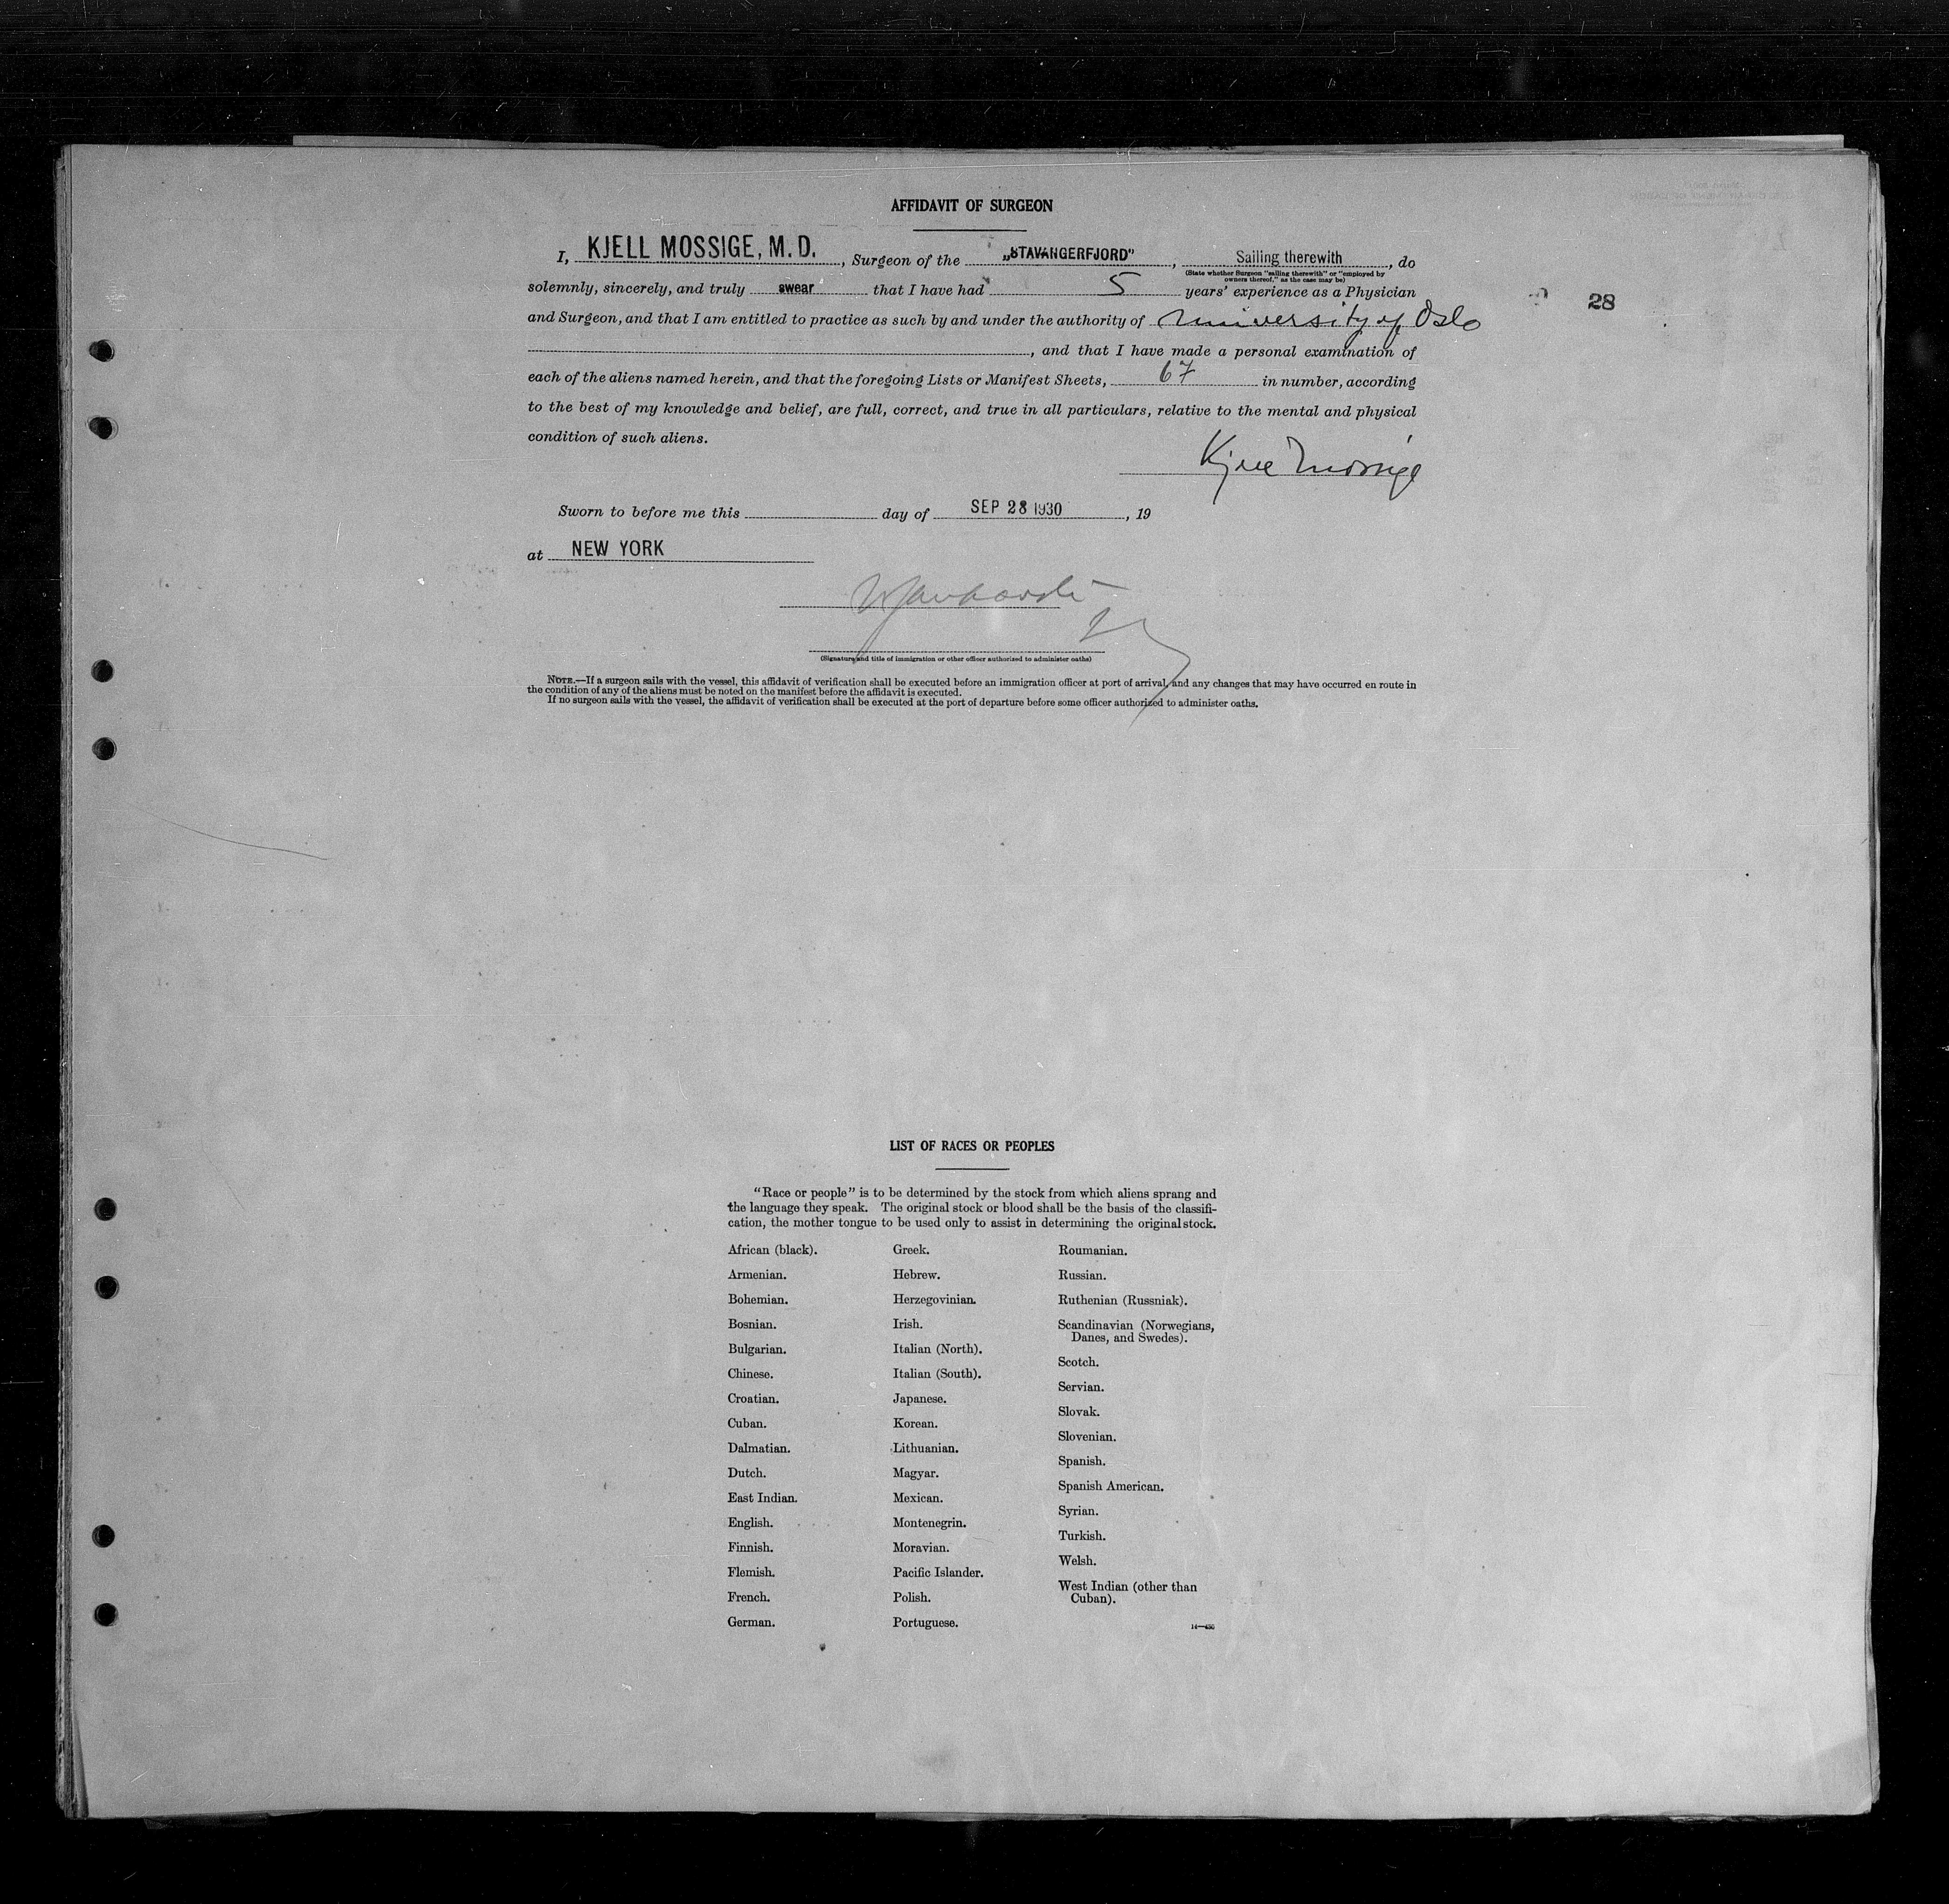 AFFIDAVIT OF SURGEON
I, KJELL MOSSIGE, M. D. , Surgeon of the „STAVANGERFJORD" , Sailing therewith , do
(State whether Surgeon "sailing therewith" or "employed by
owners thereof," as the case may be)
solemnly, sincerely, and truly swear that I have had 5 years' experience as a Physician
28
and Surgeon, and that I am entitled to practice as such by and under the authority of University of Oslo
, and that I have made a personal examination of
each of the aliens named herein, and that the foregoing Lists or Manifest Sheets, 67 in number, according
to the best of my knowledge and belief, are full, correct, and true in all particulars, relative to the mental and physical
condition of such aliens.
Kjell Mossige
Sworn to before me this day of SEP 28 1930 , 19
at NEW YORK
(Signature and title of immigration or other officer authorized to administer oaths)
NOTE.—If a surgeon sails with the vessel, this affidavit of verification shall be executed before an immigration officer at port of arrival, and any changes that may have occurred en route in
the condition of any of the aliens must be noted on the manifest before the affidavit is executed.
If no surgeon sails with the vessel, the affidavit of verification shall be executed at the port of departure before some officer authorized to administer oaths.
LIST OF RACES OR PEOPLES
"Race or people" is to be determined by the stock from which aliens sprang and
the language they speak. The original stock or blood shall be the basis of the classifi-
cation, the mother tongue to be used only to assist in determining the original stock.
African (black).
Armenian.
Bohemian.
Bosnian.
Bulgarian.
Chinese.
Croatian.
Cuban.
Dalmatian.
Dutch.
East Indian.
English.
Finnish.
Flemish.
French.
German.
Greek.
Hebrew.
Herzegovinian.
Irish.
Italian (North).
Italian (South).
Japanese.
Korean.
Lithuanian.
Magyar.
Mexican.
Montenegrin.
Moravian.
Pacific Islander.
Polish.
Portuguese.
Roumanian.
Russian.
Ruthenian (Russniak).
Scandinavian (Norwegians,
Danes, and Swedes).
Scotch.
Servian.
Slovak.
Slovenian.
Spanish.
Spanish American.
Syrian.
Turkish.
Welsh.
West Indian (other than
Cuban).